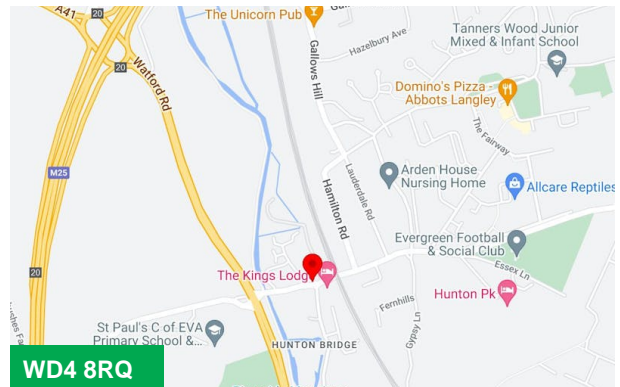 The Unicorn Pub
Gal
A41
20
Tanners Wood Junior
Mixed & Infant School
Hazelbury Ave
Gallows Hill
20
Watford Rd
Domino's Pizza -
Abbots Langley
The Fairway
M25
Arden House
Nursing Home
Lauderdale Rd
Hamilton Rd
Allcare Reptiles
Evergreen Football
& Social Club
Essex Ln
20
The Kings Lodg
Hunton Pk
Fernhills
Gypsy Ln
St Paul's C of EVA
Primary School &...
HUNTON BRIDGE
WD4 8RQ